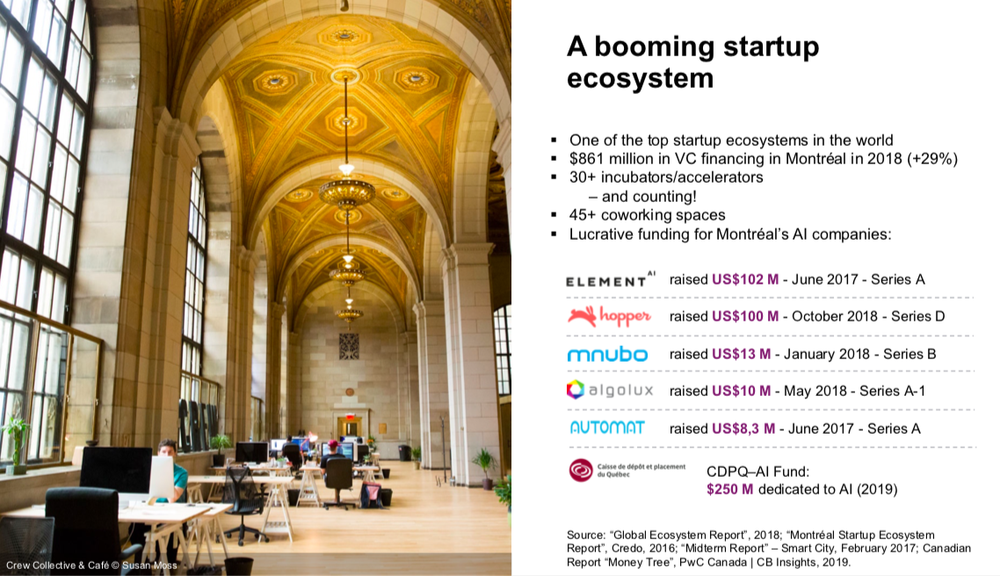 A booming startup
ecosystem
▪ One of the top startup ecosystems in the world
▪ $861 million in VC financing in Montréal in 2018 (+29%)
▪ 30+ incubators/accelerators
– and counting!
▪ 45+ coworking spaces
▪ Lucrative funding for Montréal’s AI companies:
ELEMENT AI raised US$102 M - June 2017 - Series A
hopper raised US$100 M - October 2018 - Series D
mnubo raised US$13 M - January 2018 - Series B
algolux raised US$10 M - May 2018 - Series A-1
AUTOMAT raised US$8,3 M - June 2017 - Series A
Caisse de dépôt et placement
du Québec
CDPQ–AI Fund:
$250 M dedicated to AI (2019)
Source: “Global Ecosystem Report”, 2018; “Montréal Startup Ecosystem
Report”, Credo, 2016; “Midterm Report” – Smart City, February 2017; Canadian
Report “Money Tree”, PwC Canada | CB Insights, 2019.
Crew Collective & Café © Susan Moss